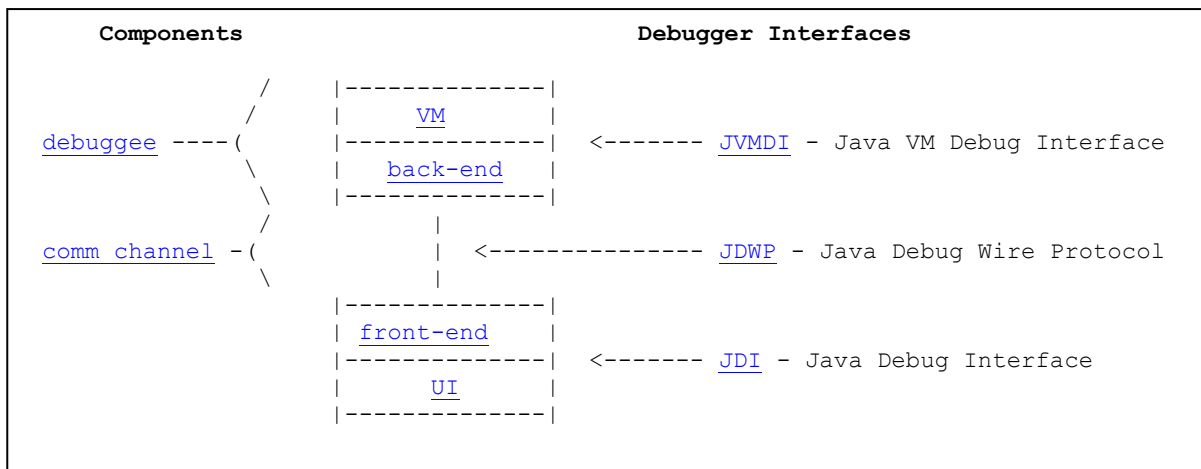 Components Debugger Interfaces
/ |--------------|
/ | VM |
debuggee ----( |--------------| <------- JVMDI - Java VM Debug Interface
\ | back-end |
\ |--------------|
/ |
comm channel -( | <--------------- JDWP - Java Debug Wire Protocol
\ |
|--------------|
| front-end |
|--------------| <------- JDI - Java Debug Interface
| UI |
|--------------|